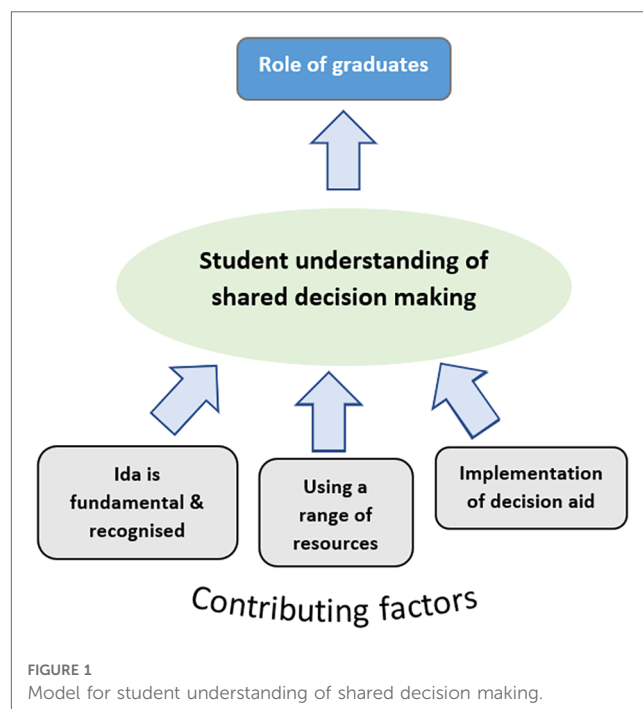 Role of graduates
Student understanding of
shared decision making
Ida is
fundamental &
recognised
Using a
range of
resources
Implementation
of decision aid
Contributing factors
FIGURE 1
Model for student understanding of shared decision making.